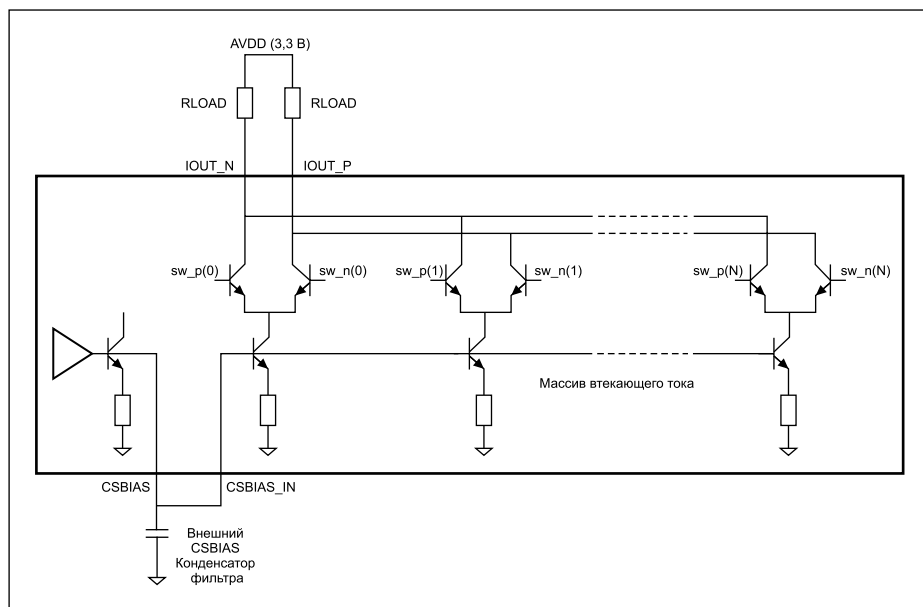 AVDD (3,3 В)
RLOAD
RLOAD
IOUT_N
IOUT_P
sw_p(0)
sw_n(0)
sw_p(1)
sw_n(1)
sw_p(N)
sw_n(N)
Массив втекающего тока
CSBIAS
CSBIAS_IN
Внешний
CSBIAS
Конденсатор
фильтра